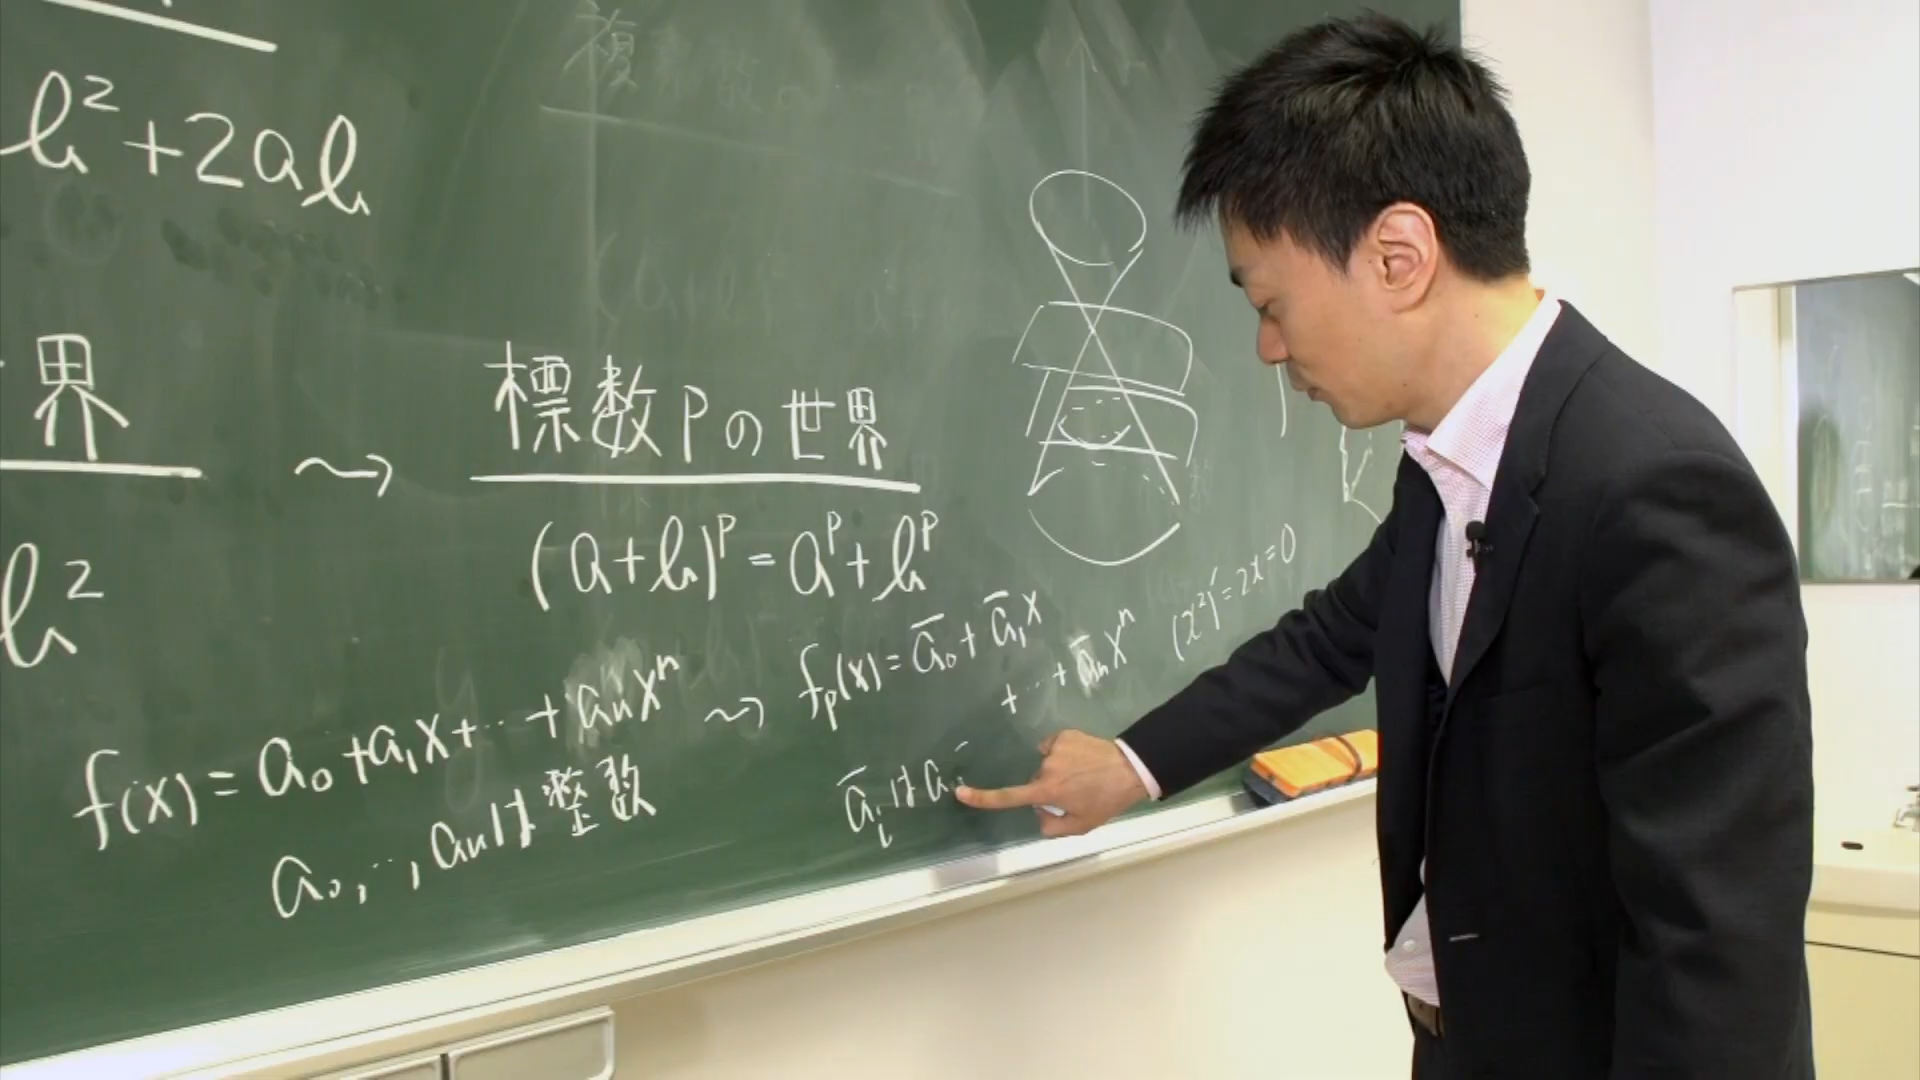 b²+2ab
界
標数pの世界
b²
(a+b)^p = a^p + b^p
f(x) = a₀ + a₁x + … + aₙxⁿ
a₀, …, aₙは整数
f_p(x) = ā₀ + ā₁x
+ … + āₙxⁿ
āᵢはa
(x²)' = 2x = 0